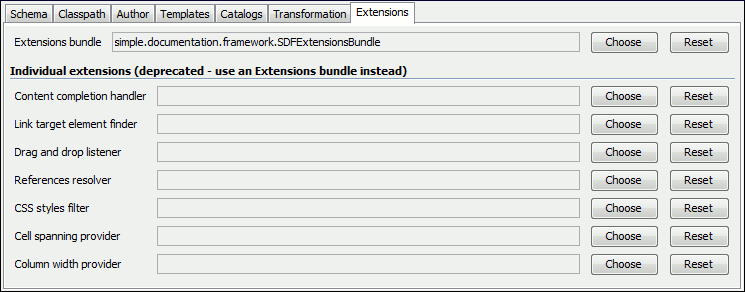 Schema Classpath Author Templates Catalogs Transformation Extensions
Extensions bundle simple.documentation.framework.SDFExtensionsBundle Choose Reset
Individual extensions (deprecated - use an Extensions bundle instead)
Content completion handler Choose Reset
Link target element finder Choose Reset
Drag and drop listener Choose Reset
References resolver Choose Reset
CSS styles filter Choose Reset
Cell spanning provider Choose Reset
Column width provider Choose Reset